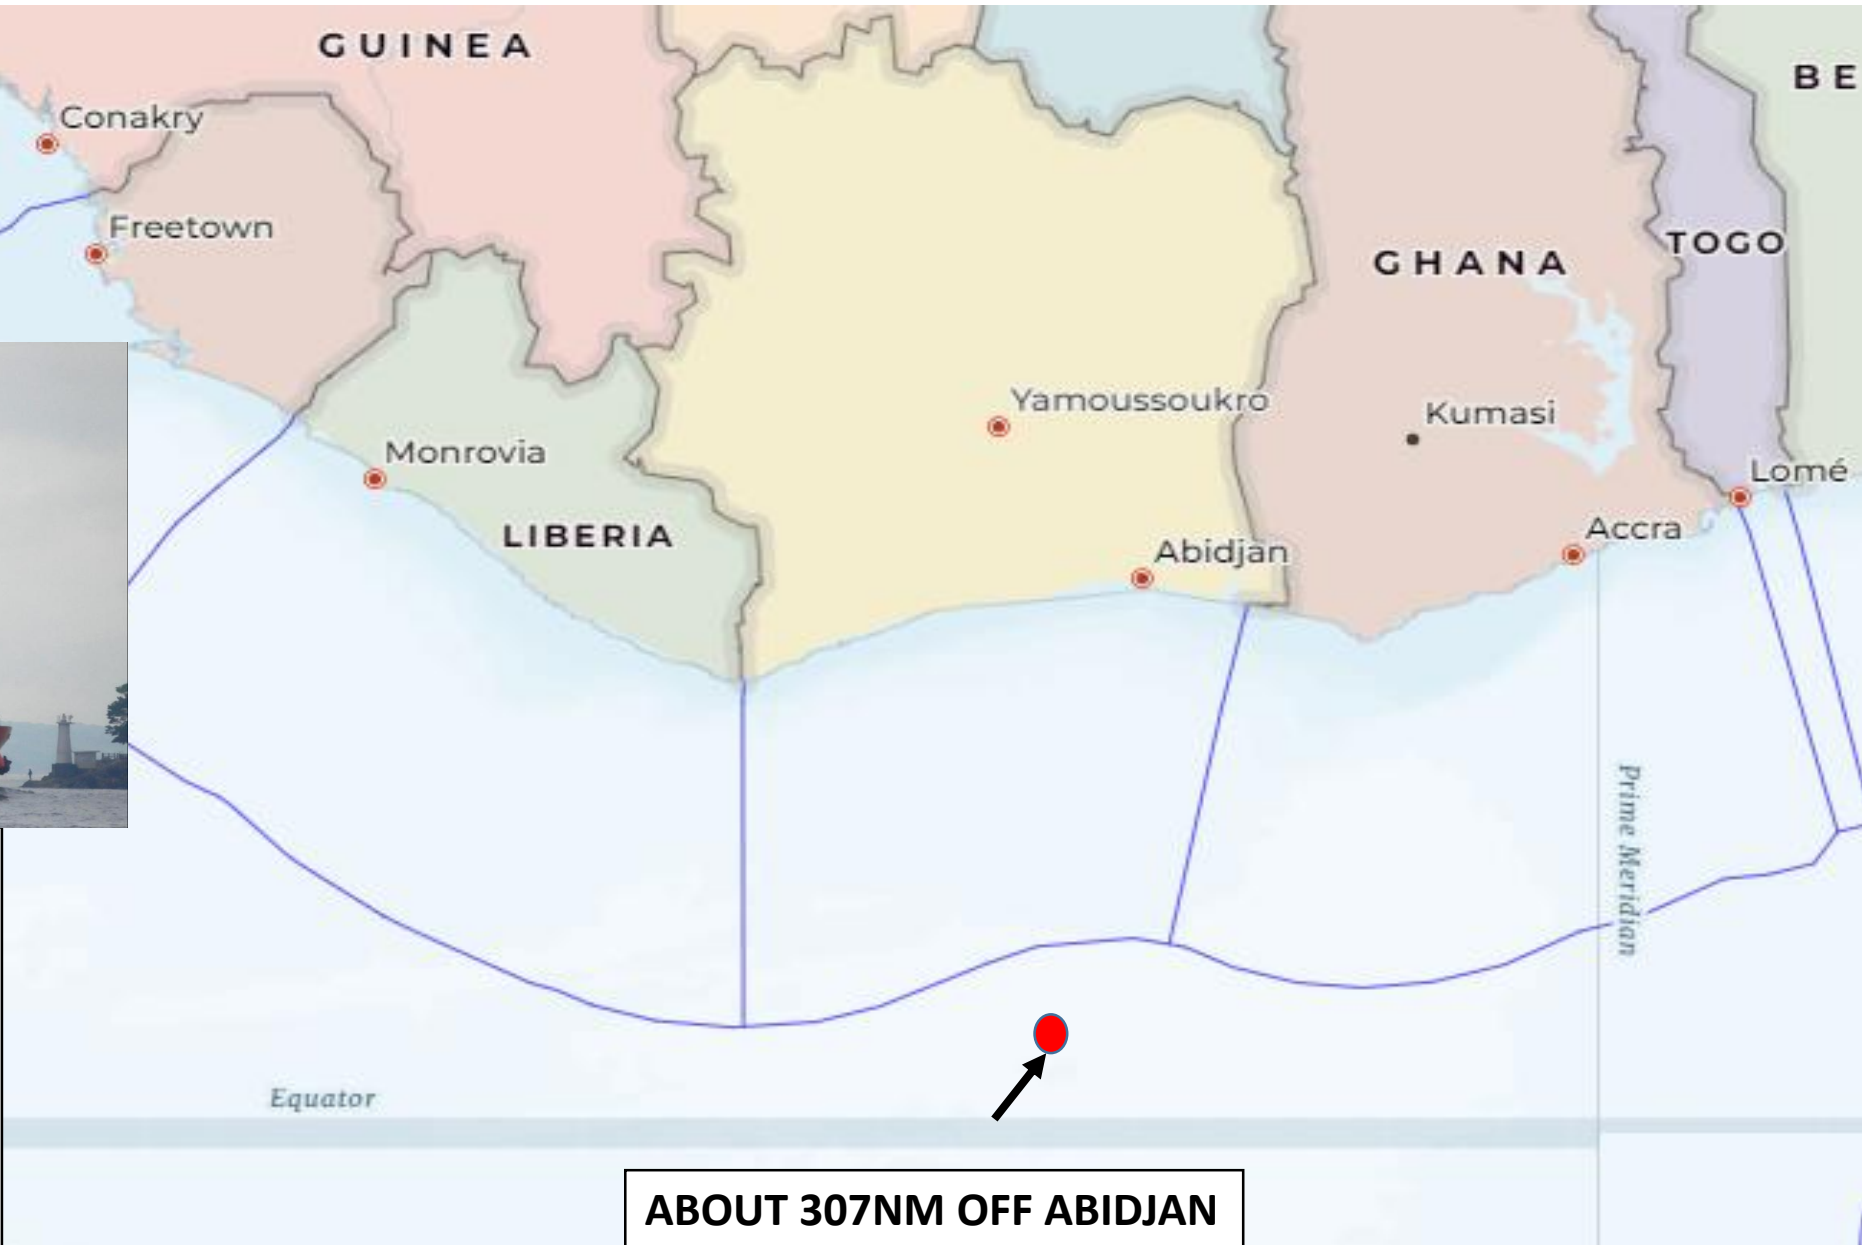 GUINEA
BE
Conakry
Freetown
TOGO
GHANA
Yamoussoukro
Kumasi
Monrovia
Lomé
LIBERIA
Accra
Abidjan
Prime Meridian
Equator
ABOUT 307NM OFF ABIDJAN